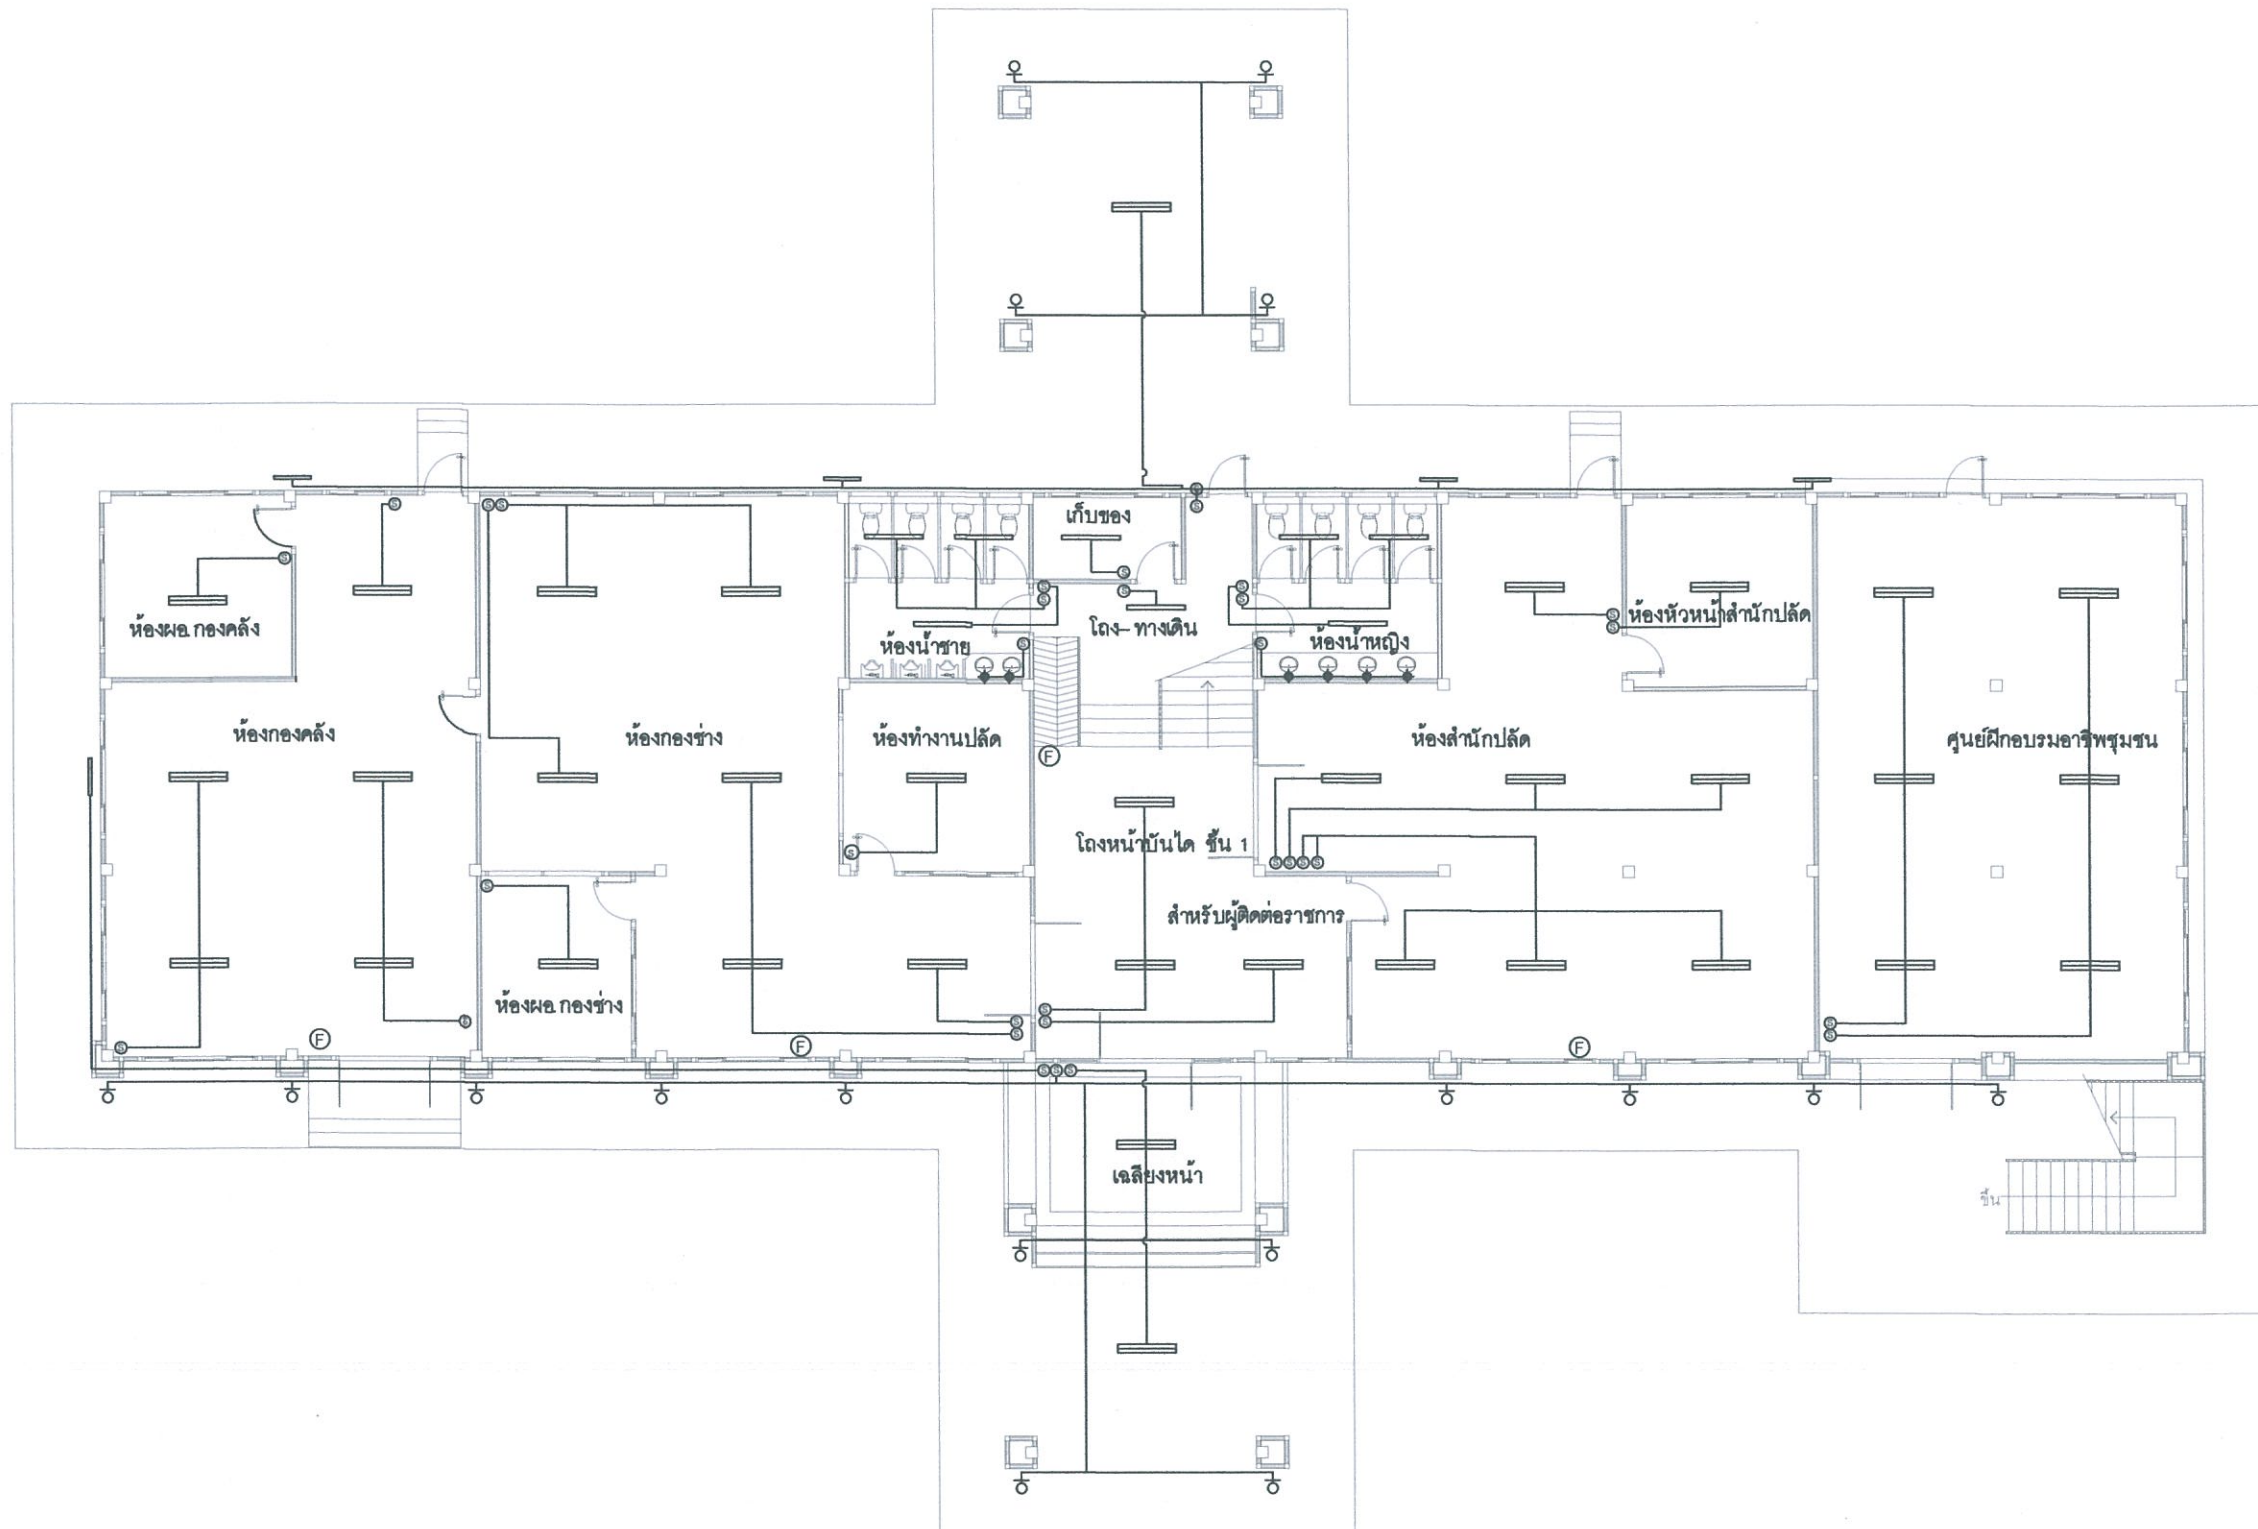 เก็บของ
ห้องผอ.กองคลัง
ห้องน้ำชาย
โถง-ทางเดิน
ห้องน้ำหญิง
ห้องหัวหน้าสำนักปลัด
ห้องกองคลัง
ห้องกองช่าง
ห้องทำงานปลัด
ห้องสำนักปลัด
ศูนย์ฝึกอบรมอาชีพชุมชน
F
โถงหน้าบันได ชั้น 1
สำหรับผู้ติดต่อราชการ
ห้องผอ.กองช่าง
F
F
F
เฉลียงหน้า
ขึ้น